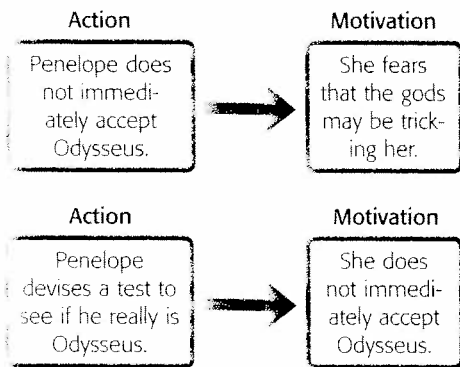 Action Motivation
Penelope does
not immedi-
ately accept
Odysseus.
She fears
that the gods
may be trick-
ing her.
Action Motivation
Penelope
devises a test to
see if he really is
Odysseus.
She does
not immedi-
ately accept
Odysseus.